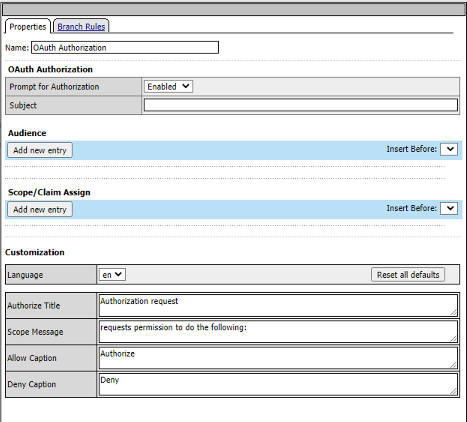 Properties Branch Rules
Name: OAuth Authorization
OAuth Authorization
Prompt for Authorization Enabled
Subject
Audience
Add new entry Insert Before:
Scope/Claim Assign
Add new entry Insert Before:
Customization
Language en Reset all defaults
Authorize Title Authorization request
Scope Message requests permission to do the following:
Allow Caption Authorize
Deny Caption Deny